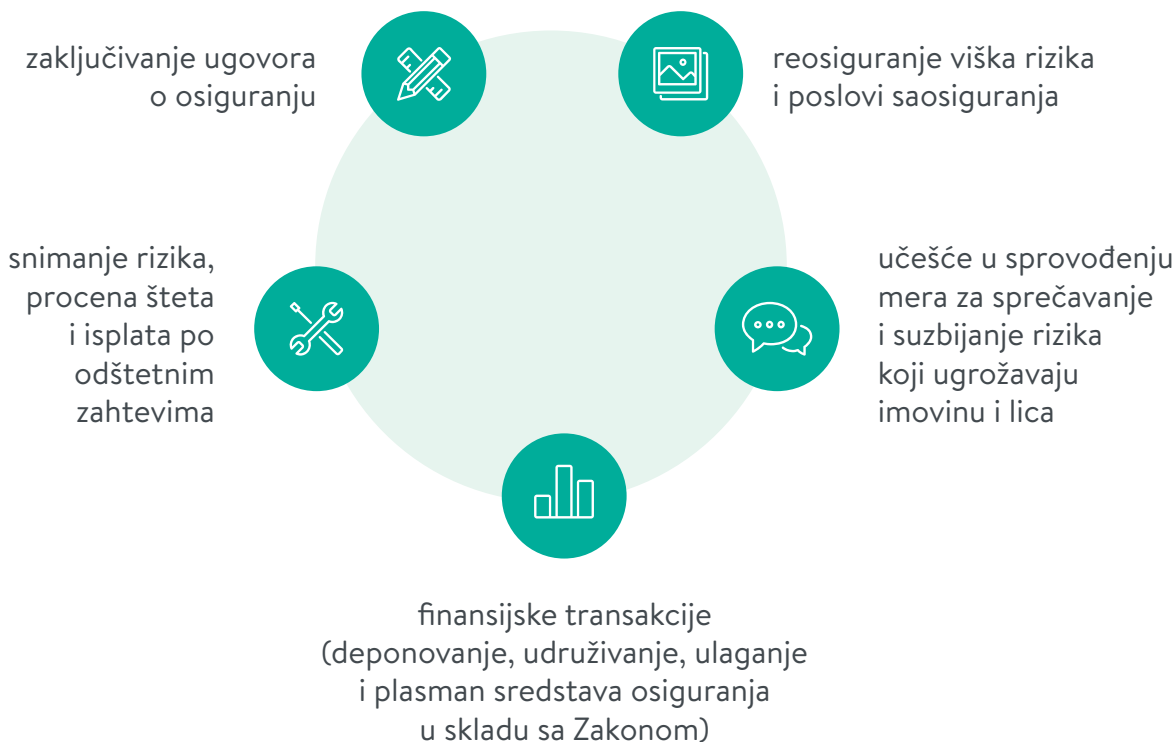 zaključivanje ugovora
o osiguranju
reosiguranje viška rizika
i poslovi saosiguranja
snimanje rizika,
procena šteta
i isplata po
odštetnim
zahtevima
učešće u sprovođenju
mera za sprečavanje
i suzbijanje rizika
koji ugrožavaju
imovinu i lica
finansijske transakcije
(deponovanje, udruživanje, ulaganje
i plasman sredstava osiguranja
u skladu sa Zakonom)